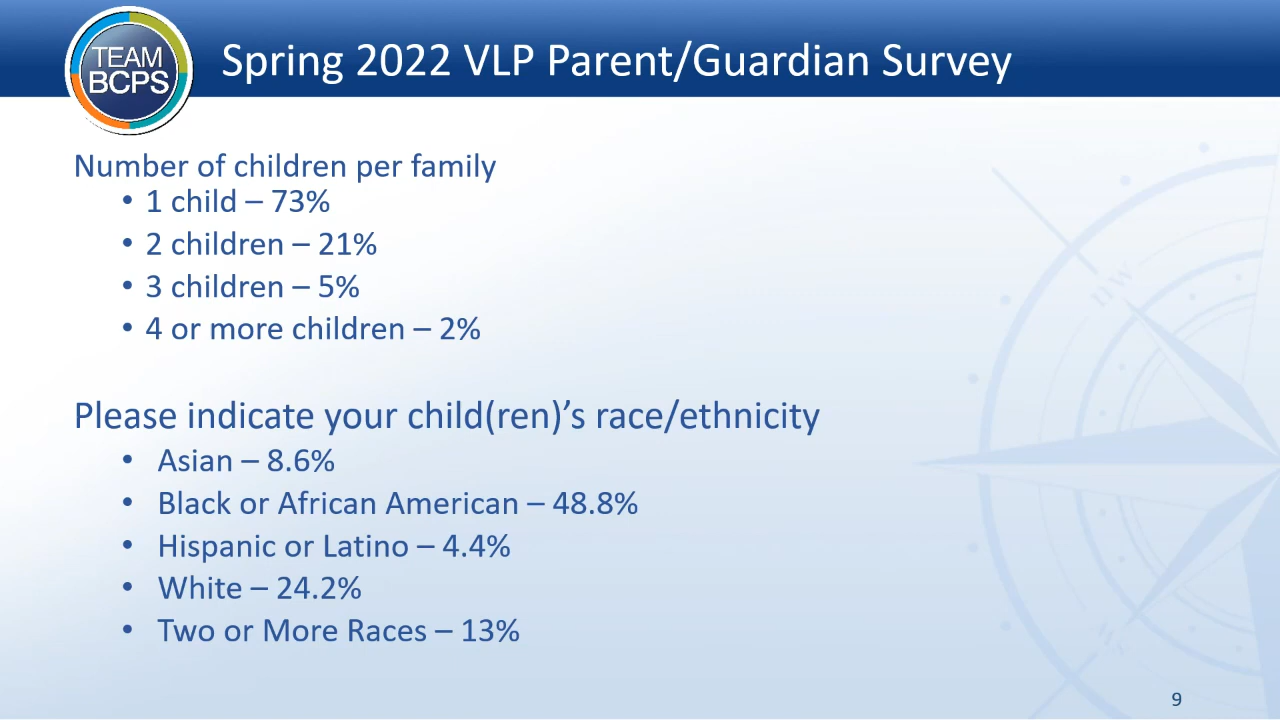 TEAM
BCPS
Spring 2022 VLP Parent/Guardian Survey
Number of children per family
• 1 child – 73%
• 2 children – 21%
• 3 children – 5%
• 4 or more children – 2%
Please indicate your child(ren)’s race/ethnicity
• Asian – 8.6%
• Black or African American – 48.8%
• Hispanic or Latino – 4.4%
• White – 24.2%
• Two or More Races – 13%
9